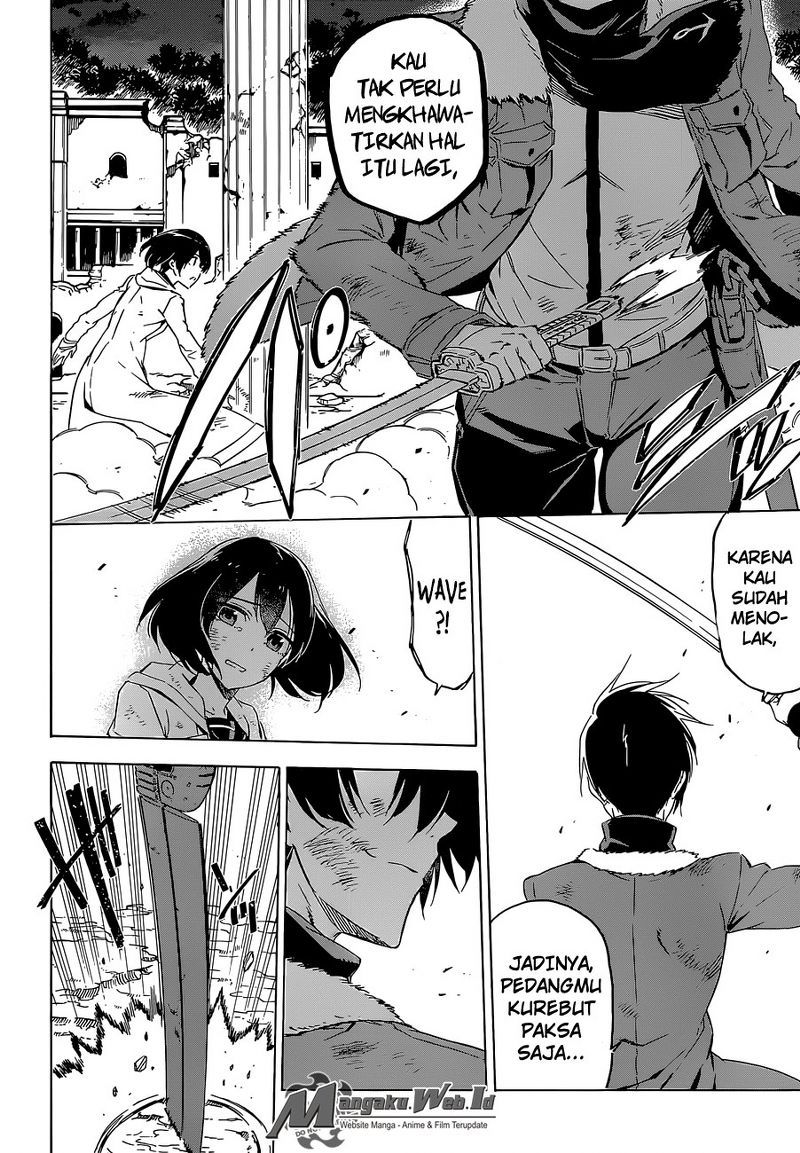 KAU
TAK PERLU
MENGKHAWA-
TIRKAN HAL
ITU LAGI,
KARENA
KAU
SUDAH
MENO-
LAK,
WAVE
?!
JADINYA,
PEDANGMU
KUREBUT
PAKSA
SAJA...
Mangaku.Web.Id
Website Manga - Anime & Film Terupdate